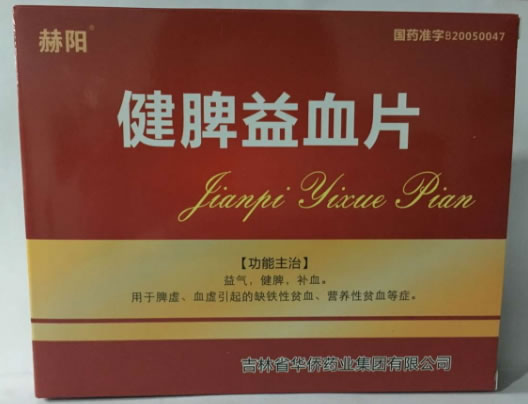 赫阳
国药准字B20050047
健脾益血片
Jianpi Yixue Pian
【功能主治】
益气，健脾，补血。
用于脾虚、血虚引起的缺铁性贫血、营养性贫血等症。
吉林省华侨药业集团有限公司